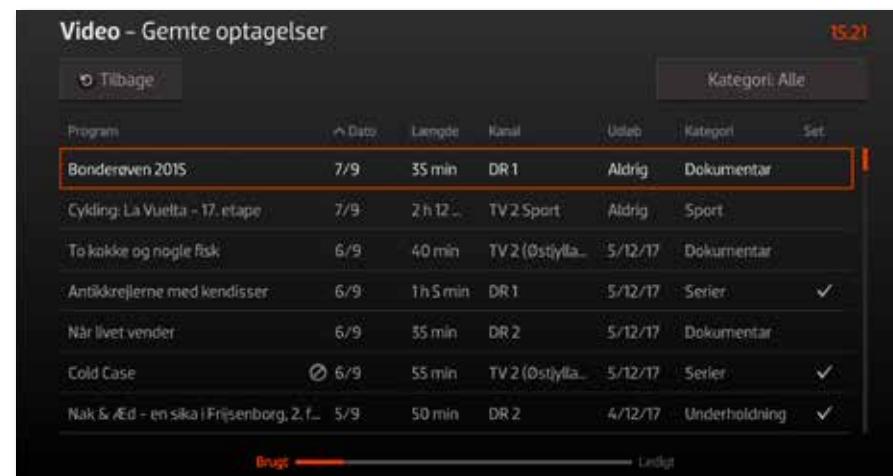 Video – Gemte optagelser 15:21
Tilbage Kategori: Alle
Program Dato Længde Kanal Udløb Kategori Set
Bonderøven 2015 7/9 35 min DR 1 Aldrig Dokumentar
Cykling: La Vuelta – 17. etape 7/9 2 h 12 ... TV 2 Sport Aldrig Sport
To kokke og nogle fisk 6/9 40 min TV 2 (Østjylla... 5/12/17 Dokumentar
Antikkrejlerne med kendisser 6/9 1 h 5 min DR 1 5/12/17 Serier ✓
Når livet vender 6/9 35 min DR 2 5/12/17 Dokumentar
Cold Case 6/9 55 min TV 2 (Østjylla... 5/12/17 Serier ✓
Nak & Æd – en sika i Frijsenborg, 2. f... 5/9 50 min DR 2 4/12/17 Underholdning ✓
Brugt Ledigt